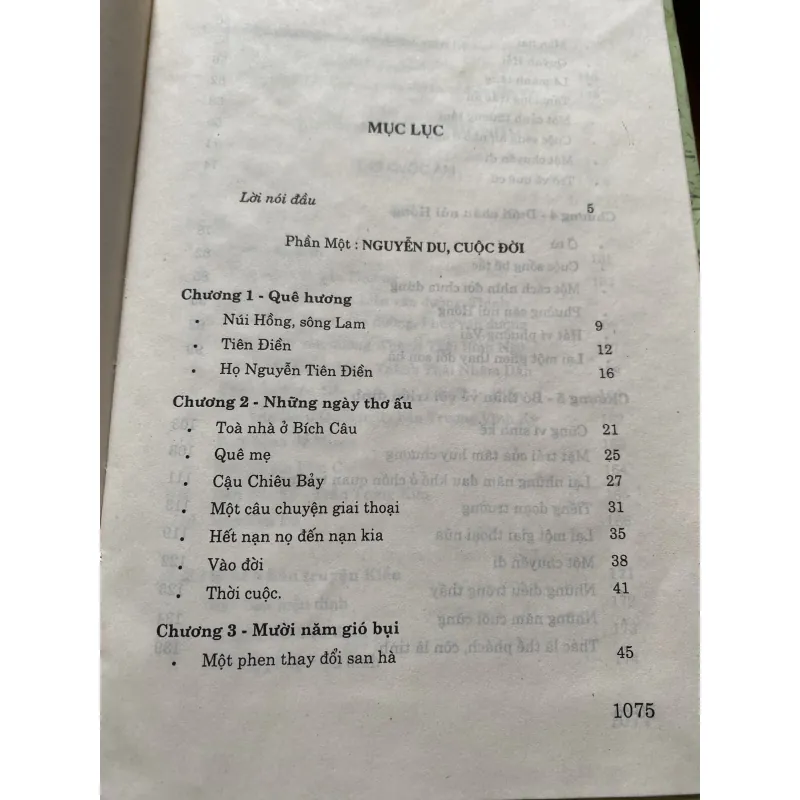 MỤC LỤC
Lời nói đầu 5
Phần Một : NGUYỄN DU, CUỘC ĐỜI
Chương 1 - Quê hương
• Núi Hồng, sông Lam 9
• Tiên Điền 12
• Họ Nguyễn Tiên Điền 16
Chương 2 - Những ngày thơ ấu
• Toà nhà ở Bích Câu 21
• Quê mẹ 25
• Cậu Chiêu Bảy 27
• Một câu chuyện giai thoại 31
• Hết nạn nọ đến nạn kia 35
• Vào đời 38
• Thời cuộc. 41
Chương 3 - Mười năm gió bụi
• Một phen thay đổi san hà 45
1075